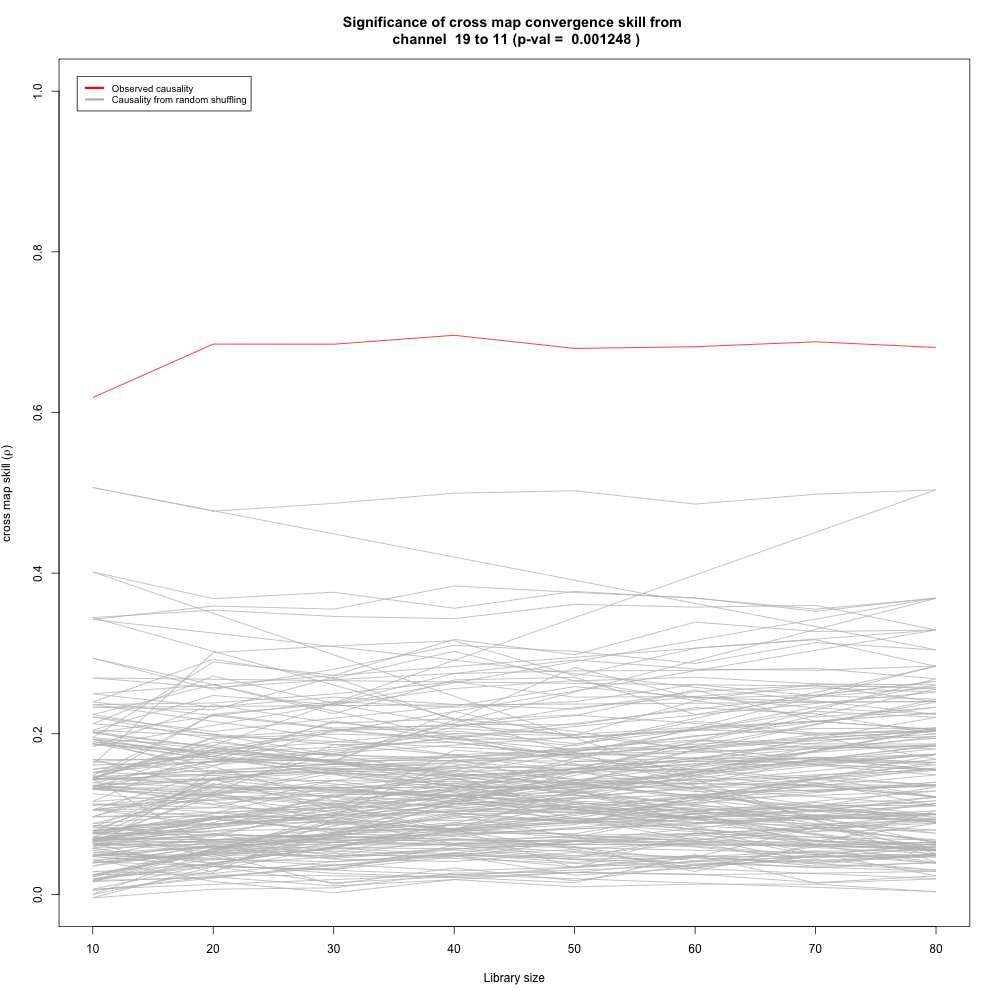 Significance of cross map convergence skill from
channel  19 to 11 (p-val =  0.001248 )
Observed causality
Causality from random shuffling
1.0
0.8
0.6
0.4
0.2
0.0
cross map skill (ρ)
10 20 30 40 50 60 70 80
Library size